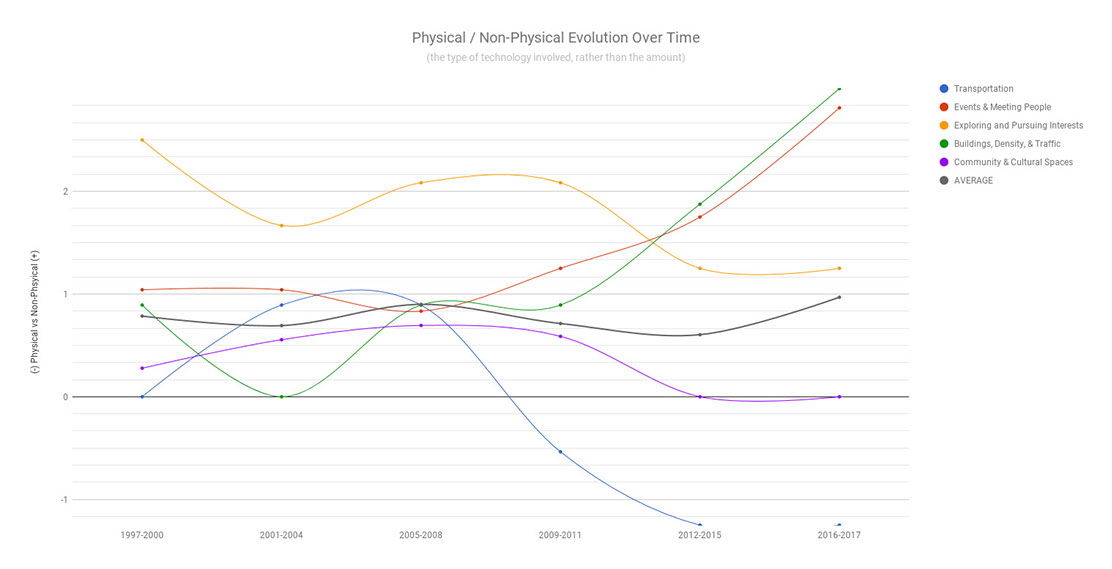 Physical / Non-Physical Evolution Over Time
(the type of technology involved, rather than the amount)
Transportation
Events & Meeting People
Exploring and Pursuing Interests
Buildings, Density, & Traffic
Community & Cultural Spaces
AVERAGE
(-) Physical vs Non-Phsyical (+)
2
1
0
-1
1997-2000 2001-2004 2005-2008 2009-2011 2012-2015 2016-2017